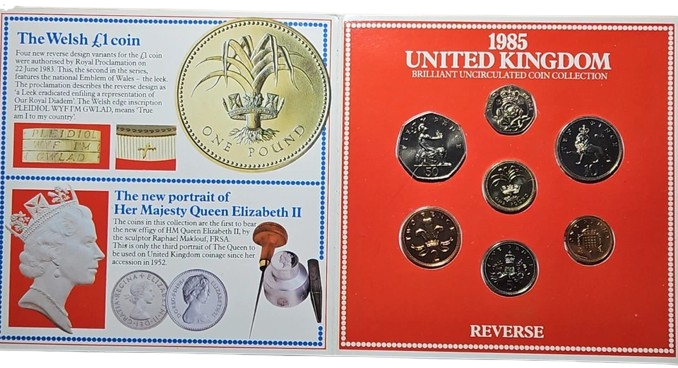 The Welsh £1 coin
Four new reverse design variants for the £1 coin
were authorised by Royal Proclamation on
22 June 1983. This, the second in the series,
features the national Emblem of Wales – the leek.
The proclamation describes the reverse design as
'a Leek eradicated redfiling a representation of
Our Royal Diadem'. The Welsh edge inscription
PLEIDIOL WYF I'M GWLAD, means 'True
am I to my country'.
PLEIDIOL
WYF I'M
GWLAD
ONE POUND
The new portrait of
Her Majesty Queen Elizabeth II
The coins in this collection are the first to bear
the new effigy of HM Queen Elizabeth II, by
the sculptor Raphael Maklouf, FRSA.
That is only the third portrait of The Queen to
be used on United Kingdom coinage since her
accession in 1952.
1985
UNITED KINGDOM
BRILLIANT UNCIRCULATED COIN COLLECTION
50
10
REVERSE